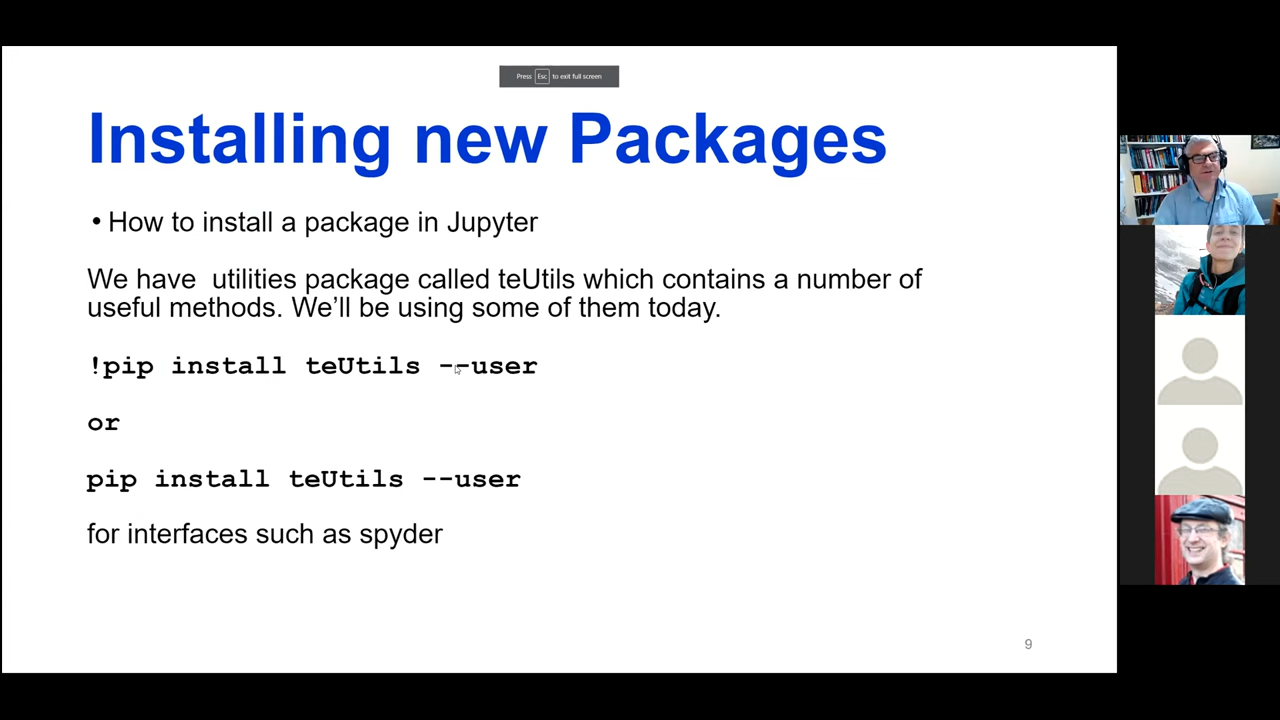 Press Esc to exit full screen
Installing new Packages
• How to install a package in Jupyter
We have  utilities package called teUtils which contains a number of
useful methods. We’ll be using some of them today.
!pip install teUtils --user
or
pip install teUtils --user
for interfaces such as spyder
9